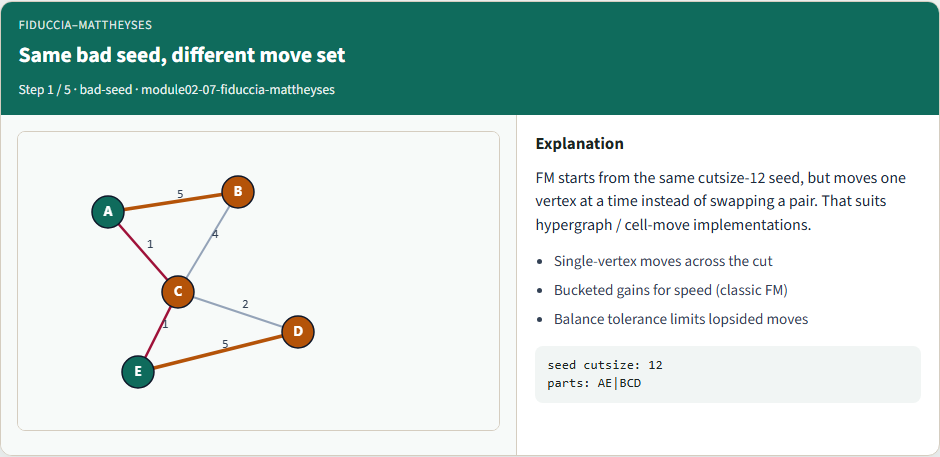 FIDUCCIA–MATTHEYSES
Same bad seed, different move set
Step 1 / 5 · bad-seed · module02-07-fiduccia-mattheyses
A
5
B
1
4
C
2
1
5
D
E
Explanation
FM starts from the same cutsize-12 seed, but moves one
vertex at a time instead of swapping a pair. That suits
hypergraph / cell-move implementations.
• Single-vertex moves across the cut
• Bucketed gains for speed (classic FM)
• Balance tolerance limits lopsided moves
seed cutsize: 12
parts: AE|BCD